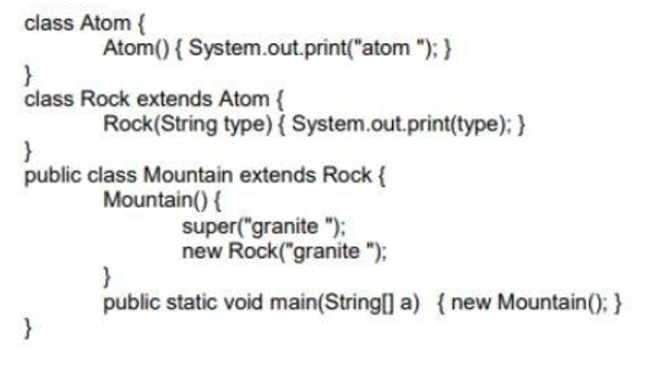 class Atom {
Atom() { System.out.print("atom "); }
}
class Rock extends Atom {
Rock(String type) { System.out.print(type); }
}
public class Mountain extends Rock {
Mountain() {
super("granite ");
new Rock("granite ");
}
public static void main(String[] a) { new Mountain(); }
}